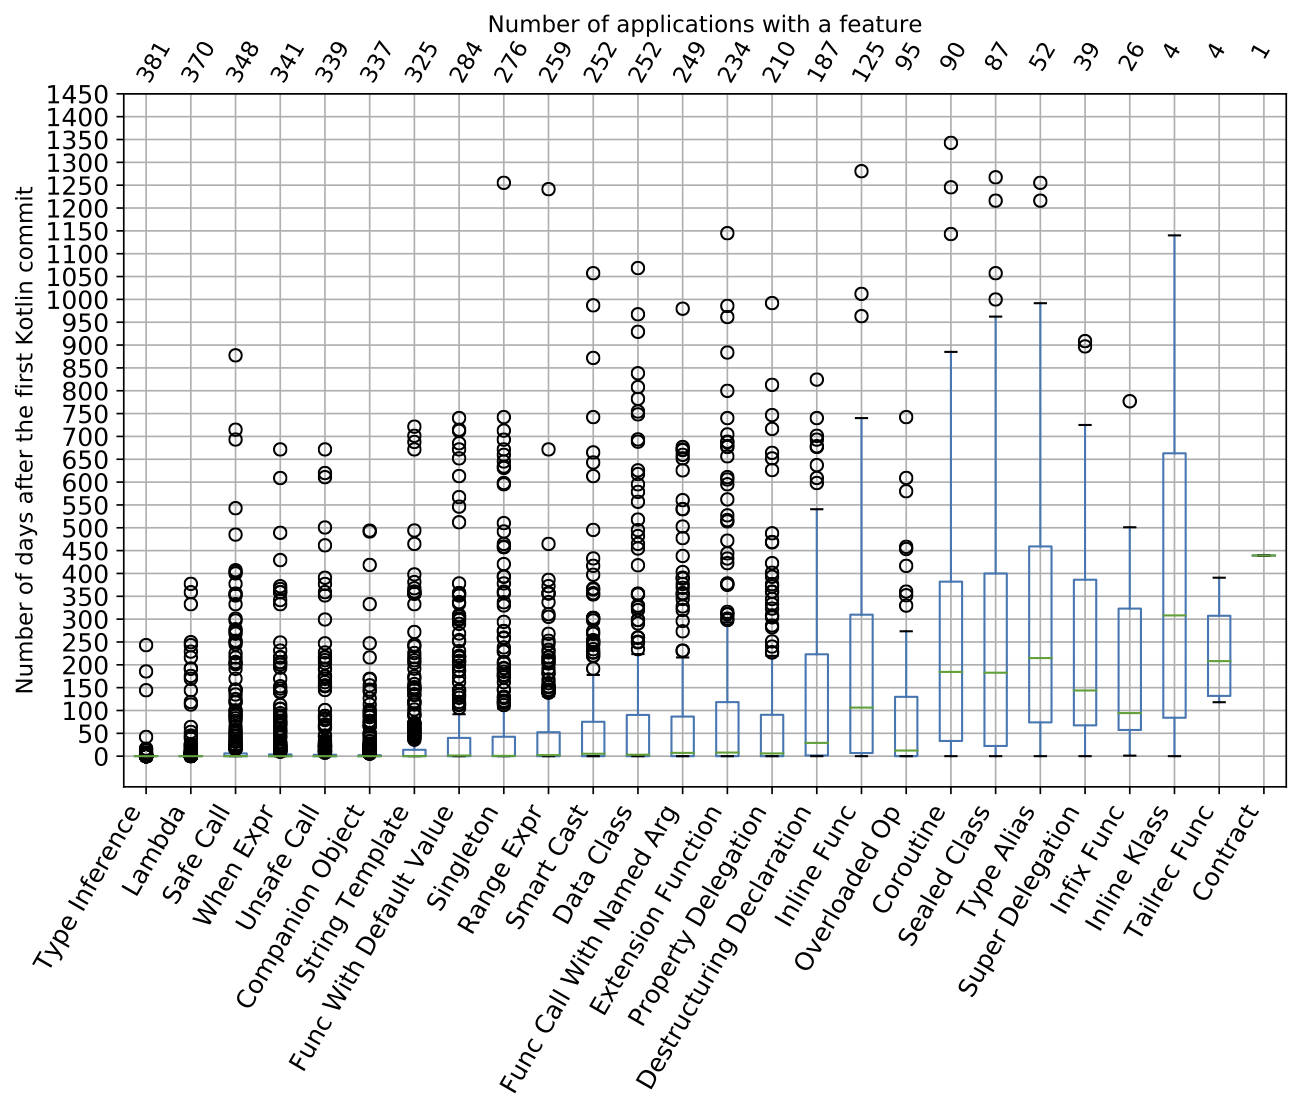 Number of applications with a feature
381 370 348 341 339 337 325 284 276 259 252 252 249 234 210 187 125 95 90 87 52 39 26 4 4 1
Number of days after the first Kotlin commit
1450
1400
1350
1300
1250
1200
1150
1100
1050
1000
950
900
850
800
750
700
650
600
550
500
450
400
350
300
250
200
150
100
50
0
Type Inference
Lambda
Safe Call
When Expr
Unsafe Call
Companion Object
String Template
Func With Default Value
Singleton
Range Expr
Smart Cast
Data Class
Func Call With Named Arg
Extension Function
Property Delegation
Destructuring Declaration
Inline Func
Overloaded Op
Coroutine
Sealed Class
Type Alias
Super Delegation
Infix Func
Inline Klass
Tailrec Func
Contract